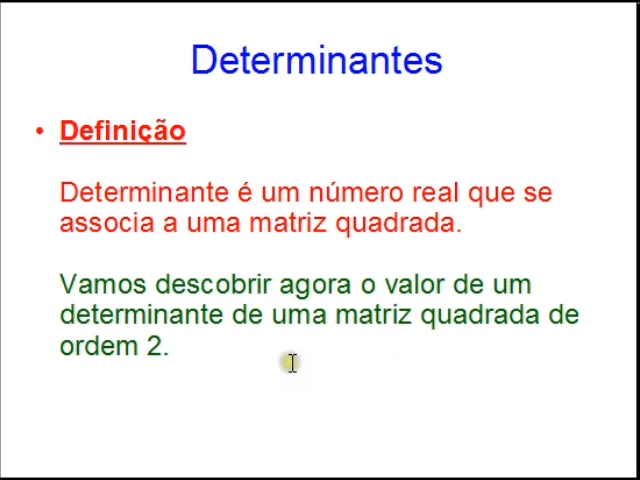 Determinantes
• Definição
Determinante é um número real que se
associa a uma matriz quadrada.
Vamos descobrir agora o valor de um
determinante de uma matriz quadrada de
ordem 2.